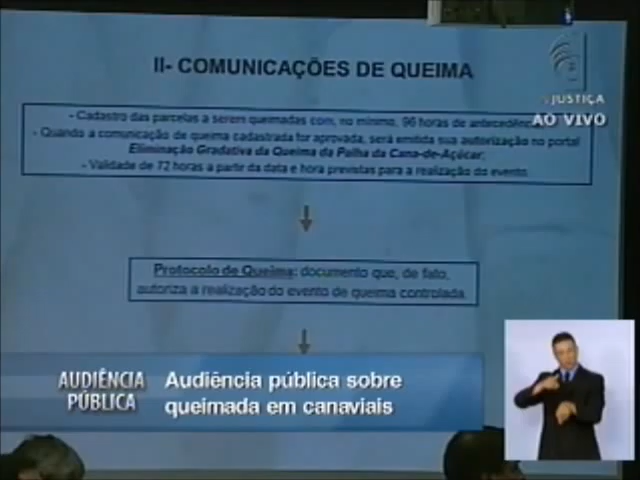 II- COMUNICAÇÕES DE QUEIMA
JUSTIÇA
AO VIVO
- Cadastro das parcelas a serem queimadas com, no mínimo, 96 horas de antecedência
- Quando a comunicação de queima cadastrada for aprovada, será emitida sua autorização no portal
Eliminação Gradativa da Queima da Palha da Cana-de-Açúcar;
- Validade de 72 horas a partir da data e hora previstas para a realização do evento.
Protocolo de Queima: documento que, de fato,
autoriza a realização do evento de queima controlada.
AUDIÊNCIA
PÚBLICA
Audiência pública sobre
queimada em canaviais